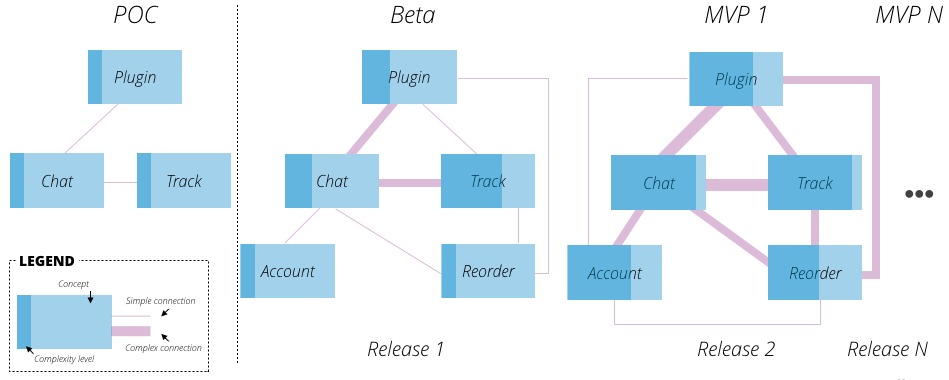 POC
Beta
MVP 1
MVP N
Plugin
Chat
Track
Plugin
Chat
Track
Account
Reorder
Plugin
Chat
Track
Account
Reorder
LEGEND
Concept
Simple connection
Complex connection
Complexity level
Release 1
Release 2
Release N